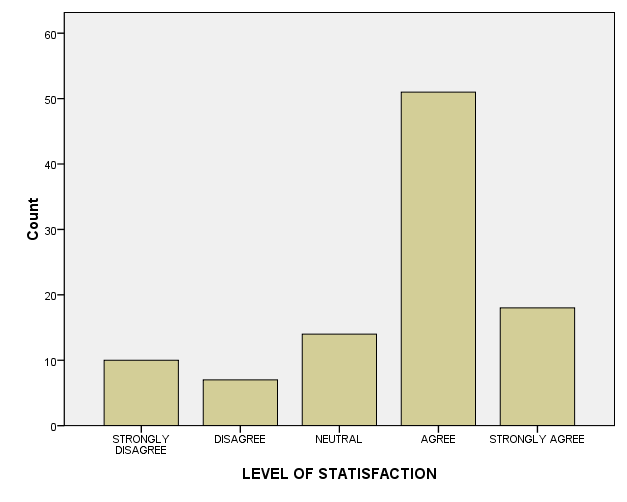 60
50
40
30
20
10
0
Count
STRONGLY
DISAGREE
DISAGREE
NEUTRAL
AGREE
STRONGLY AGREE
LEVEL OF STATISFACTION